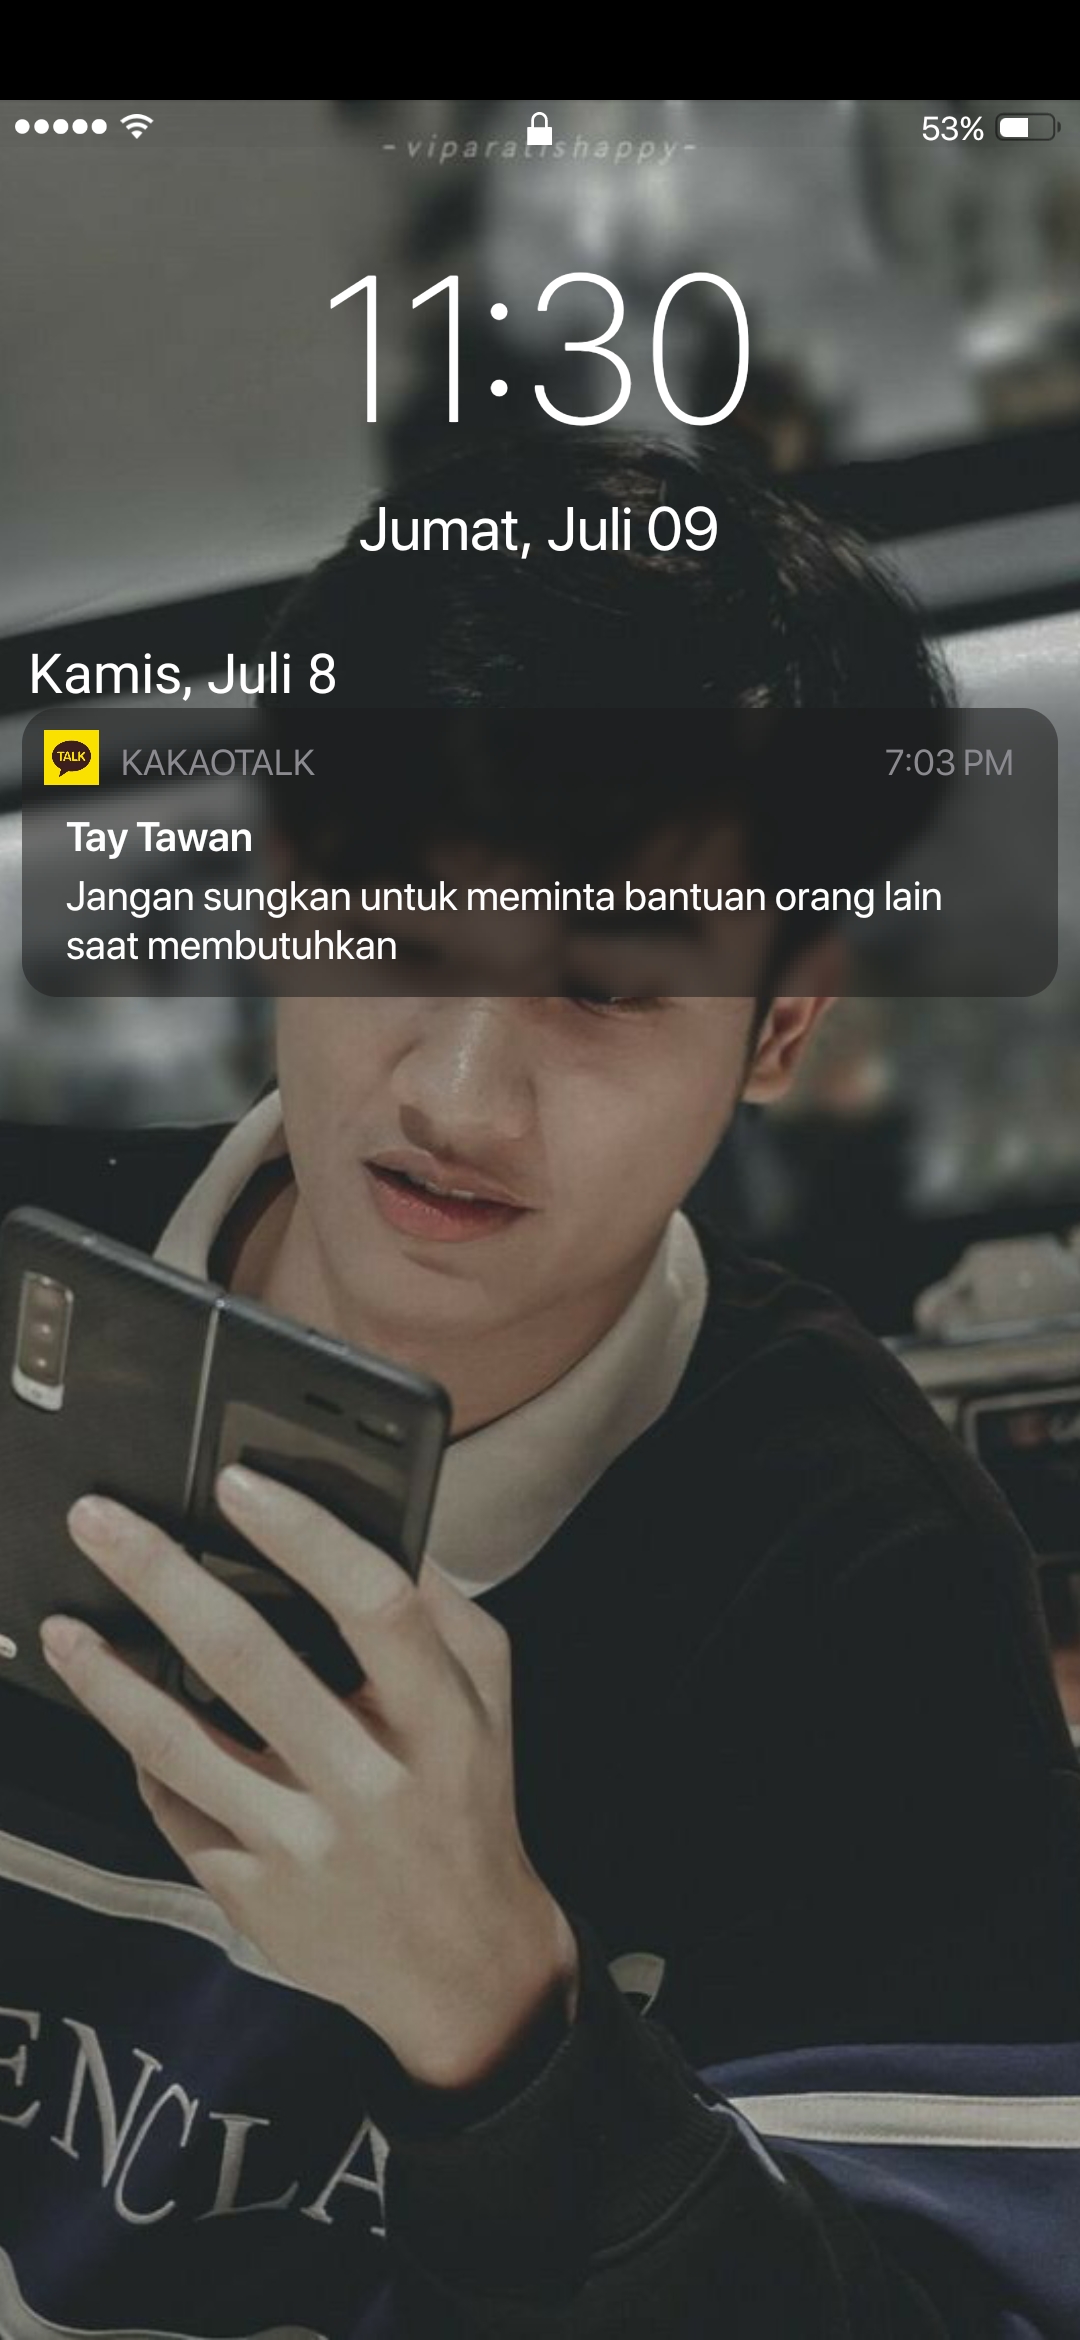 53%
-viparatishappy-
11:30
Jumat, Juli 09
Kamis, Juli 8
TALK KAKAOTALK 7:03 PM
Tay Tawan
Jangan sungkan untuk meminta bantuan orang lain
saat membutuhkan
ENCLA